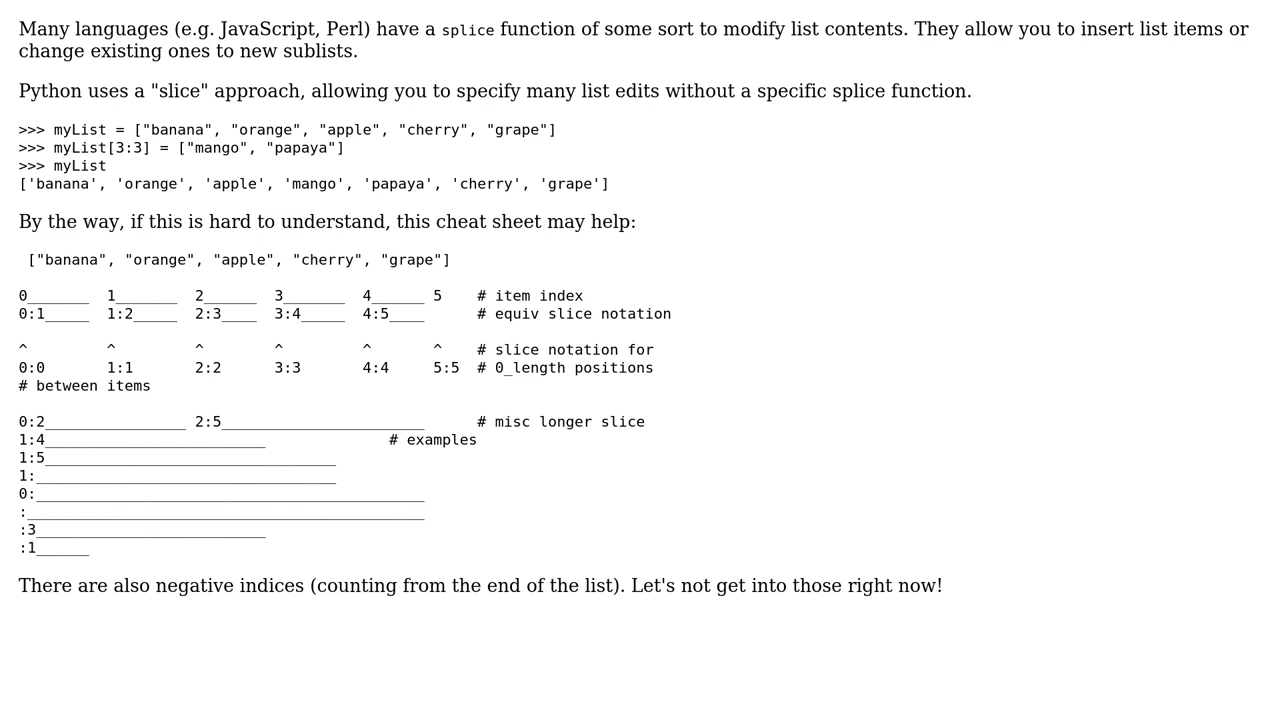 Many languages (e.g. JavaScript, Perl) have a splice function of some sort to modify list contents. They allow you to insert list items or
change existing ones to new sublists.
Python uses a "slice" approach, allowing you to specify many list edits without a specific splice function.
>>> myList = ["banana", "orange", "apple", "cherry", "grape"]
>>> myList[3:3] = ["mango", "papaya"]
>>> myList
['banana', 'orange', 'apple', 'mango', 'papaya', 'cherry', 'grape']
By the way, if this is hard to understand, this cheat sheet may help:
 ["banana", "orange", "apple", "cherry", "grape"]
0_______  1_______  2______  3_______  4______ 5    # item index
0:1_____  1:2_____  2:3____  3:4_____  4:5____      # equiv slice notation
^         ^         ^        ^         ^       ^    # slice notation for
0:0       1:1       2:2      3:3       4:4     5:5  # 0_length positions
# between items
0:2________________ 2:5_______________________      # misc longer slice
1:4_________________________              # examples
1:5_________________________________
1:__________________________________
0:____________________________________________
:_____________________________________________
:3__________________________
:1______
There are also negative indices (counting from the end of the list). Let's not get into those right now!